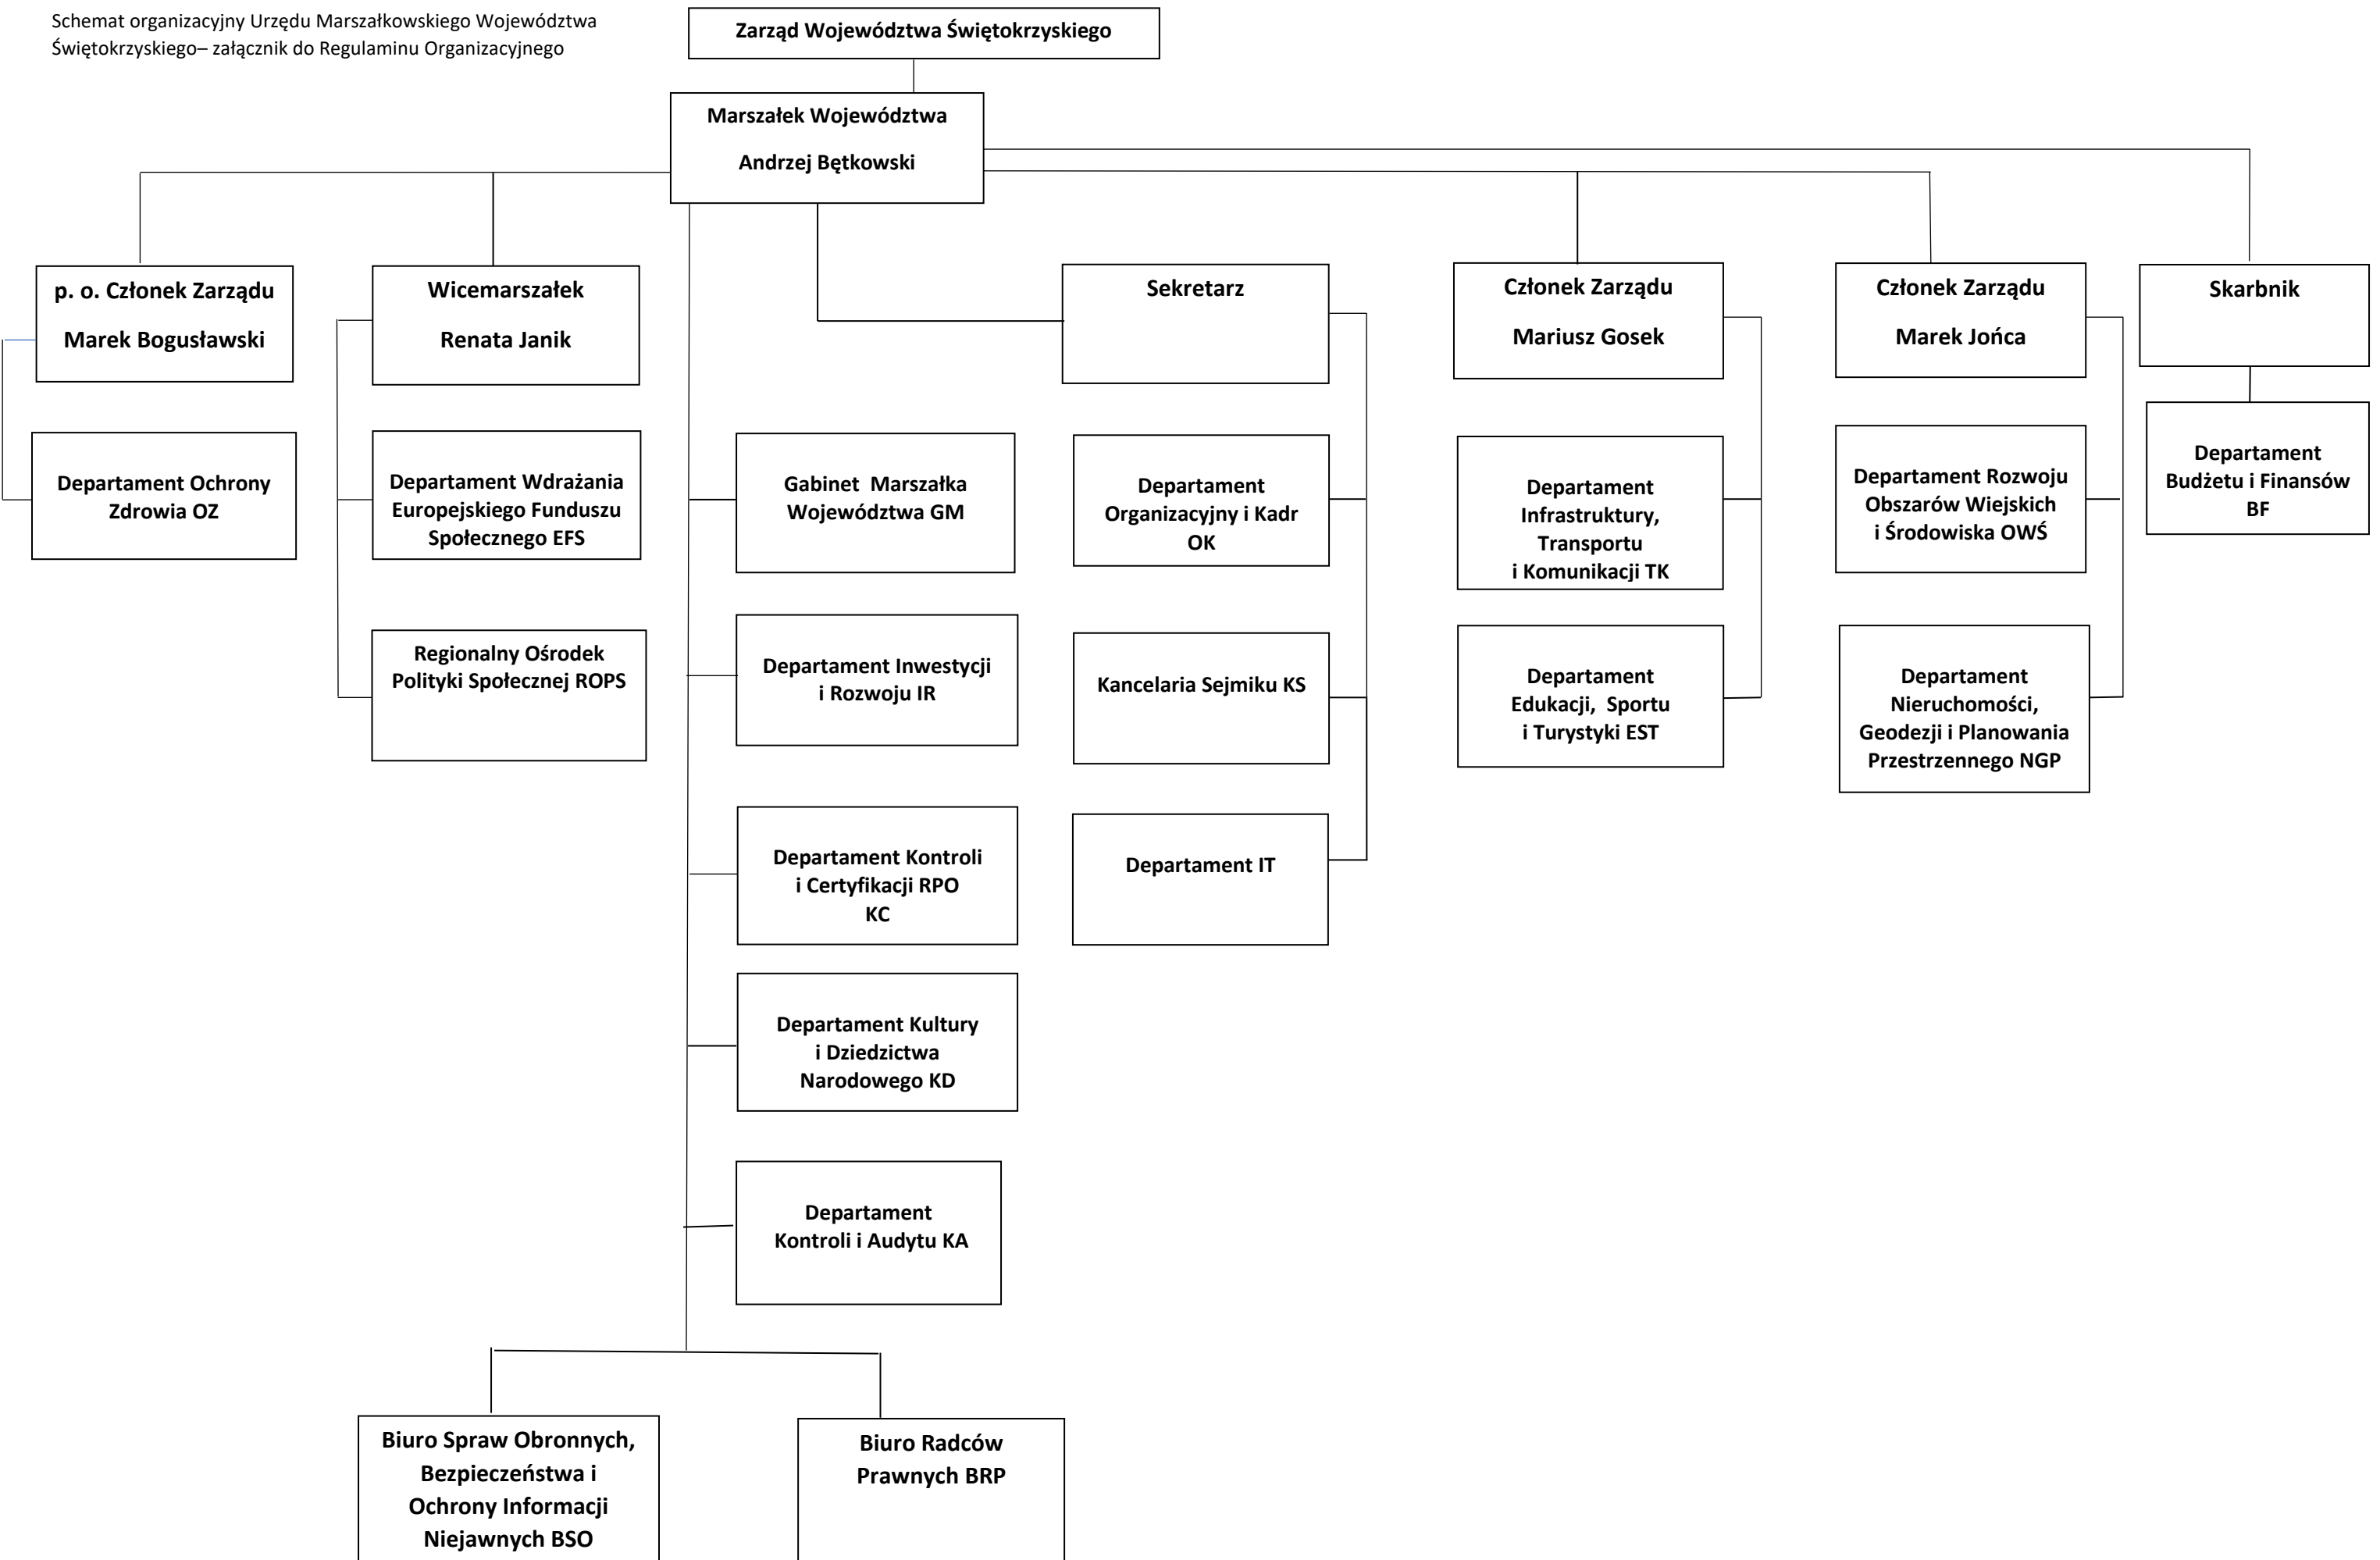 Schemat organizacyjny Urzędu Marszałkowskiego Województwa
Świętokrzyskiego– załącznik do Regulaminu Organizacyjnego
Zarząd Województwa Świętokrzyskiego
Marszałek Województwa
Andrzej Bętkowski
p. o. Członek Zarządu
Marek Bogusławski
Wicemarszałek
Renata Janik
Sekretarz
Członek Zarządu
Mariusz Gosek
Członek Zarządu
Marek Jońca
Skarbnik
Departament Ochrony
Zdrowia OZ
Departament Wdrażania
Europejskiego Funduszu
Społecznego EFS
Gabinet Marszałka
Województwa GM
Departament
Organizacyjny i Kadr
OK
Departament
Infrastruktury,
Transportu
i Komunikacji TK
Departament Rozwoju
Obszarów Wiejskich
i Środowiska OWŚ
Departament
Budżetu i Finansów
BF
Regionalny Ośrodek
Polityki Społecznej ROPS
Departament Inwestycji
i Rozwoju IR
Kancelaria Sejmiku KS
Departament
Edukacji, Sportu
i Turystyki EST
Departament
Nieruchomości,
Geodezji i Planowania
Przestrzennego NGP
Departament Kontroli
i Certyfikacji RPO
KC
Departament IT
Departament Kultury
i Dziedzictwa
Narodowego KD
Departament
Kontroli i Audytu KA
Biuro Spraw Obronnych,
Bezpieczeństwa i
Ochrony Informacji
Niejawnych BSO
Biuro Radców
Prawnych BRP